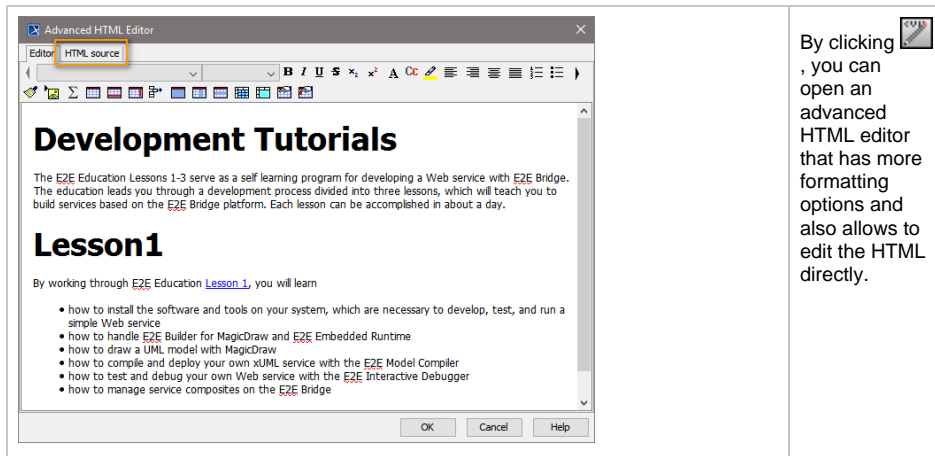 Advanced HTML Editor
Editor HTML source
B I U S x₂ x² A Cc
Development Tutorials
The E2E Education Lessons 1-3 serve as a self learning program for developing a Web service with E2E Bridge.
The education leads you through a development process divided into three lessons, which will teach you to
build services based on the E2E Bridge platform. Each lesson can be accomplished in about a day.
Lesson1
By working through E2E Education Lesson 1, you will learn
• how to install the software and tools on your system, which are necessary to develop, test, and run a
simple Web service
• how to handle E2E Builder for MagicDraw and E2E Embedded Runtime
• how to draw a UML model with MagicDraw
• how to compile and deploy your own xUML service with the E2E Model Compiler
• how to test and debug your own Web service with the E2E Interactive Debugger
• how to manage service composites on the E2E Bridge
OK Cancel Help
By clicking
, you can
open an
advanced
HTML editor
that has more
formatting
options and
also allows to
edit the HTML
directly.